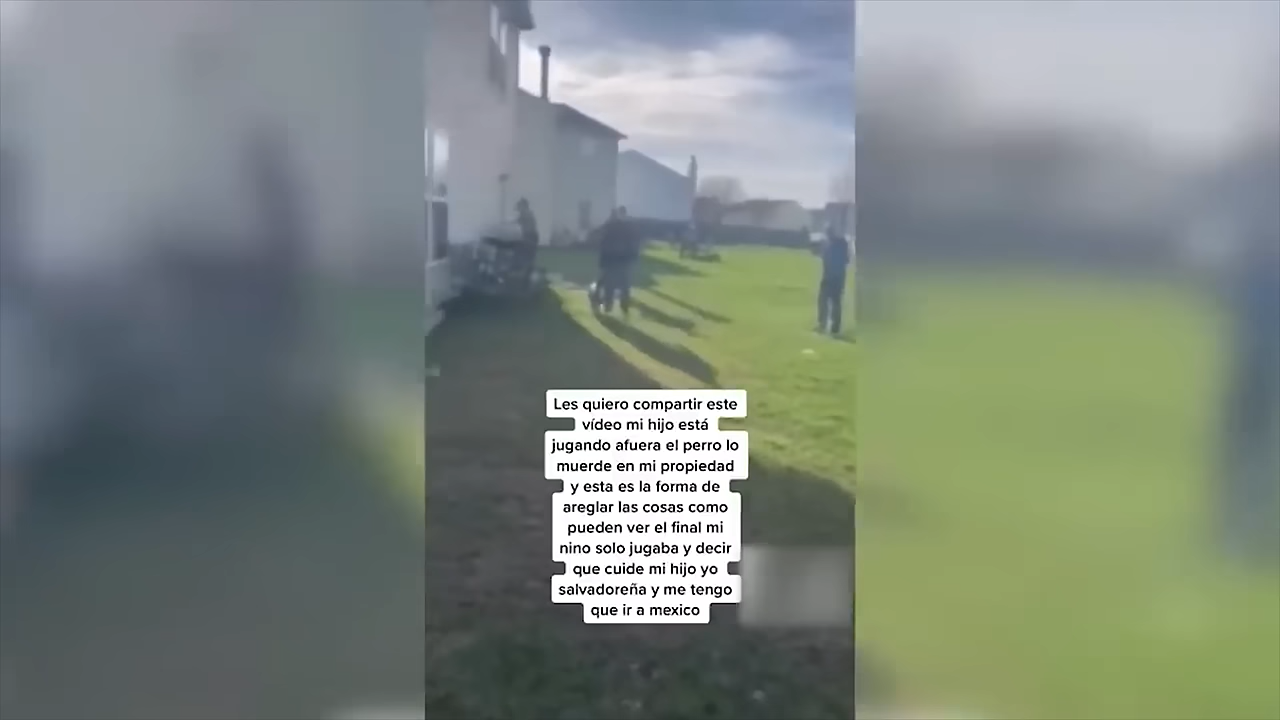 Les quiero compartir este
vídeo mi hijo está
jugando afuera el perro lo
muerde en mi propiedad
y esta es la forma de
areglar las cosas como
pueden ver el final mi
nino solo jugaba y decir
que cuide mi hijo yo
salvadoreña y me tengo
que ir a mexico